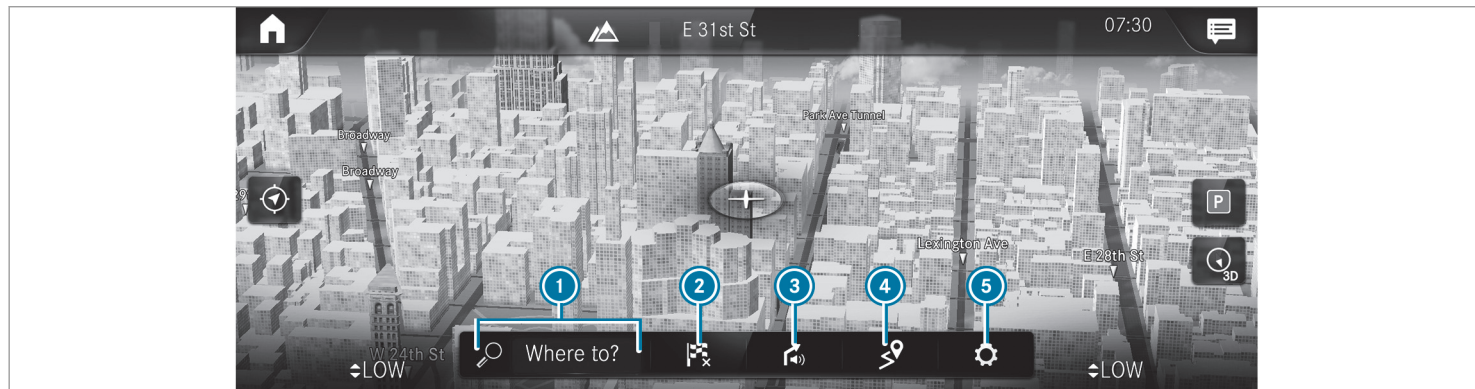 E 31st St
07:30
Park Ave Tunnel
Broadway
Broadway
P
Lexington Ave
E 28th St
3D
1
2
3
4
5
W 24th St
Where to?
LOW
LOW